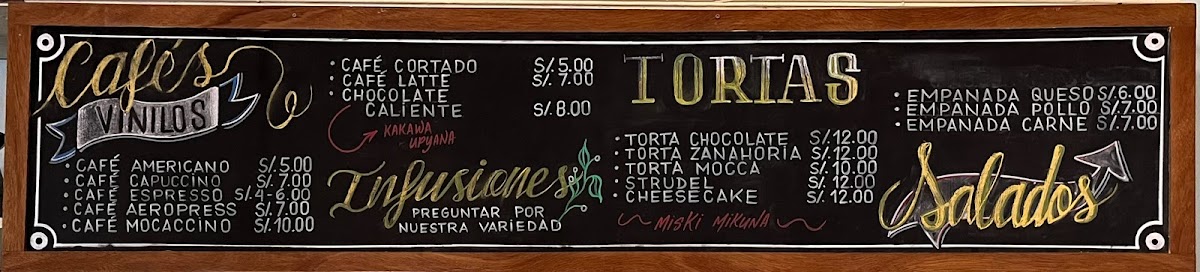 Cafés
VINILOS
• CAFÉ AMERICANO S/.5.00
• CAFÉ CAPUCCINO S/.7.00
• CAFÉ ESPRESSO S/.4-6.00
• CAFÉ AEROPRESS S/.7.00
• CAFÉ MOCACCINO S/.10.00
• CAFÉ CORTADO S/.5.00
• CAFÉ LATTE S/.7.00
• CHOCOLATE
CALIENTE S/.8.00
KAKAWA
UPYANA
Infusiones
PREGUNTAR POR
NUESTRA VARIEDAD
TORTAS
• TORTA CHOCOLATE S/.12.00
• TORTA ZANAHORIA S/.12.00
• TORTA MOCCA S/.10.00
• STRUDEL S/.12.00
• CHEESECAKE S/.12.00
~ MISKI MIKUNA ~
• EMPANADA QUESO S/.6.00
• EMPANADA POLLO S/.7.00
• EMPANADA CARNE S/.7.00
Salados